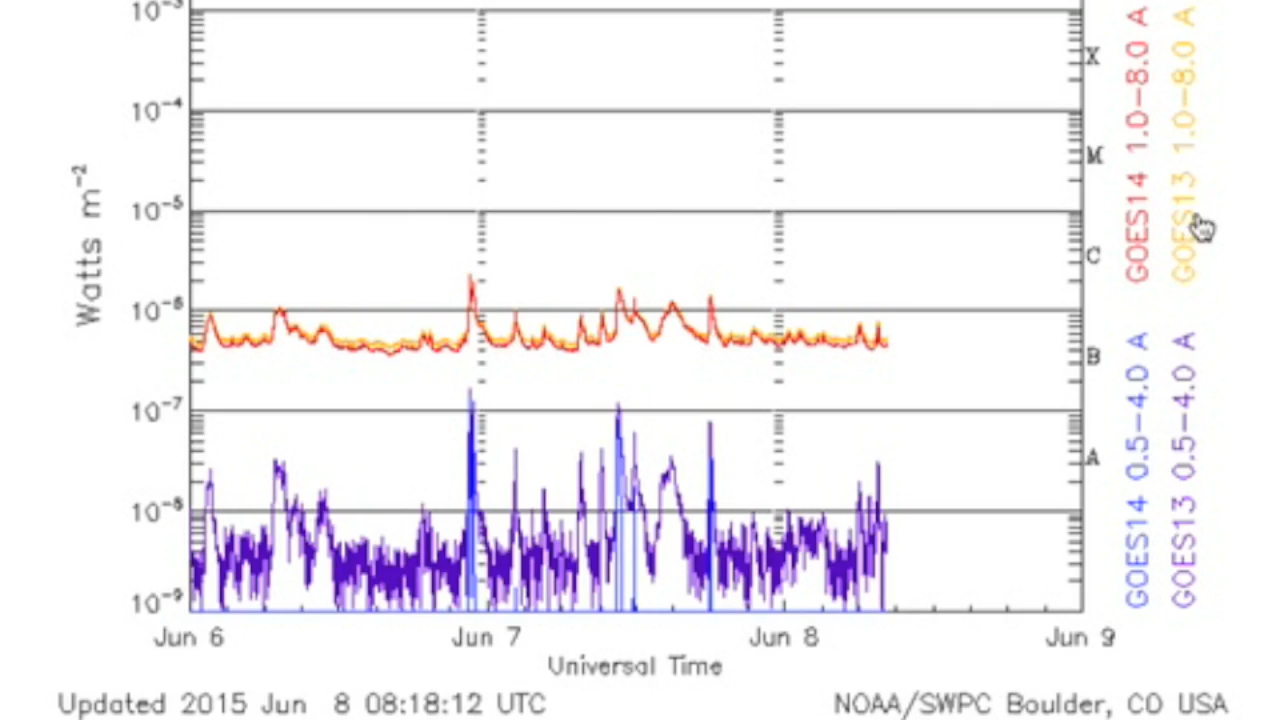 10-3
X
10-4
M
10-5
C
10-6
B
10-7
A
10-8
10-9
Watts m-2
Jun 6 Jun 7 Jun 8 Jun 9
Universal Time
Updated 2015 Jun 8 08:18:12 UTC
NOAA/SWPC Boulder, CO USA
GOES14 1.0-8.0 A
GOES13 1.0-8.0 A
GOES14 0.5-4.0 A
GOES13 0.5-4.0 A